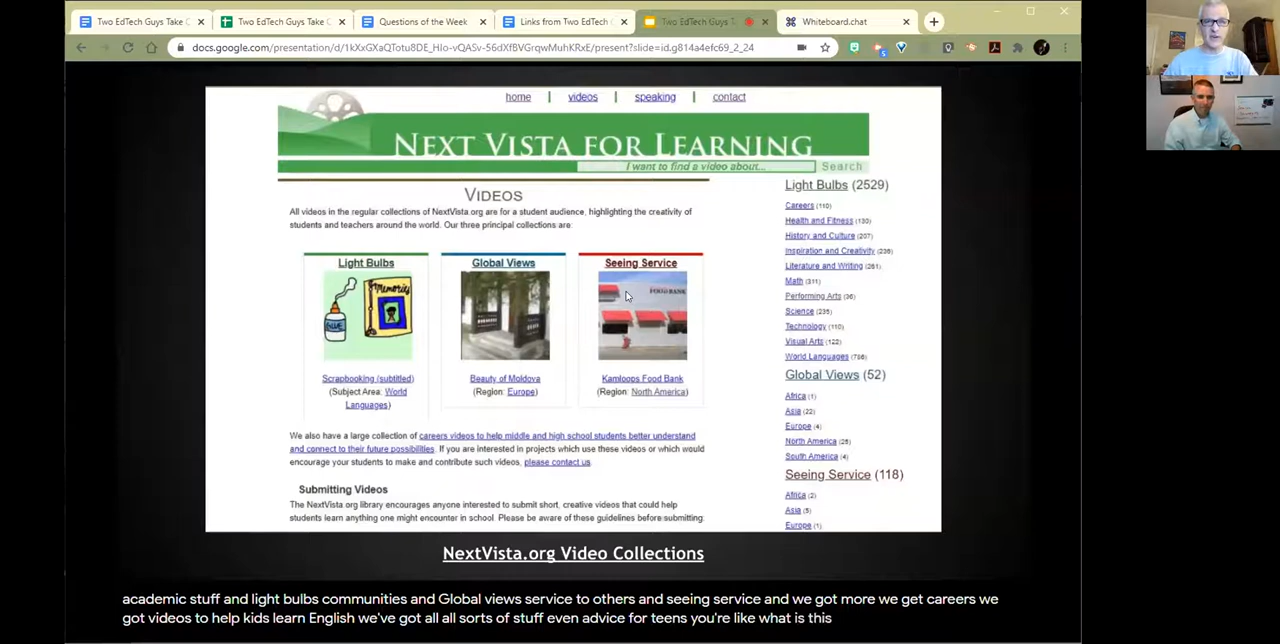 Two EdTech Guys Take C
Two EdTech Guys Take C
Questions of the Week
Links from Two EdTech G
Two EdTech Guys T
Whiteboard.chat
docs.google.com/presentation/d/1kXxGXaQTotu8DE_HIo-vQASv-56dXfBVGrqwMuhKRxE/present?slide=id.g814a4efc69_2_24
home | videos | speaking | contact
NEXT VISTA FOR LEARNING
I want to find a video about... Search
VIDEOS
All videos in the regular collections of NextVista.org are for a student audience, highlighting the creativity of
students and teachers around the world. Our three principal collections are:
Light Bulbs
Memories
GLUE
Scrapbooking (subtitled)
(Subject Area: World
Languages)
Global Views
Beauty of Moldova
(Region: Europe)
Seeing Service
FOOD BANK
Kamloops Food Bank
(Region: North America)
We also have a large collection of careers videos to help middle and high school students better understand
and connect to their future possibilities. If you are interested in projects which use these videos or which would
encourage your students to make and contribute such videos, please contact us.
Submitting Videos
The NextVista.org library encourages anyone interested to submit short, creative videos that could help
students learn anything one might encounter in school. Please be aware of these guidelines before submitting:
Light Bulbs (2529)
Careers (110)
Health and Fitness (130)
History and Culture (207)
Inspiration and Creativity (236)
Literature and Writing (261)
Math (311)
Performing Arts (36)
Science (235)
Technology (110)
Visual Arts (122)
World Languages (786)
Global Views (52)
Africa (1)
Asia (22)
Europe (4)
North America (25)
South America (4)
Seeing Service (118)
Africa (2)
Asia (5)
Europe (1)
NextVista.org Video Collections
academic stuff and light bulbs communities and Global views service to others and seeing service and we got more we get careers we
got videos to help kids learn English we've got all all sorts of stuff even advice for teens you're like what is this